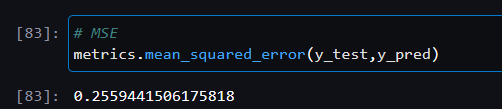 [83]: # MSE
metrics.mean_squared_error(y_test,y_pred)
[83]: 0.2559441506175818